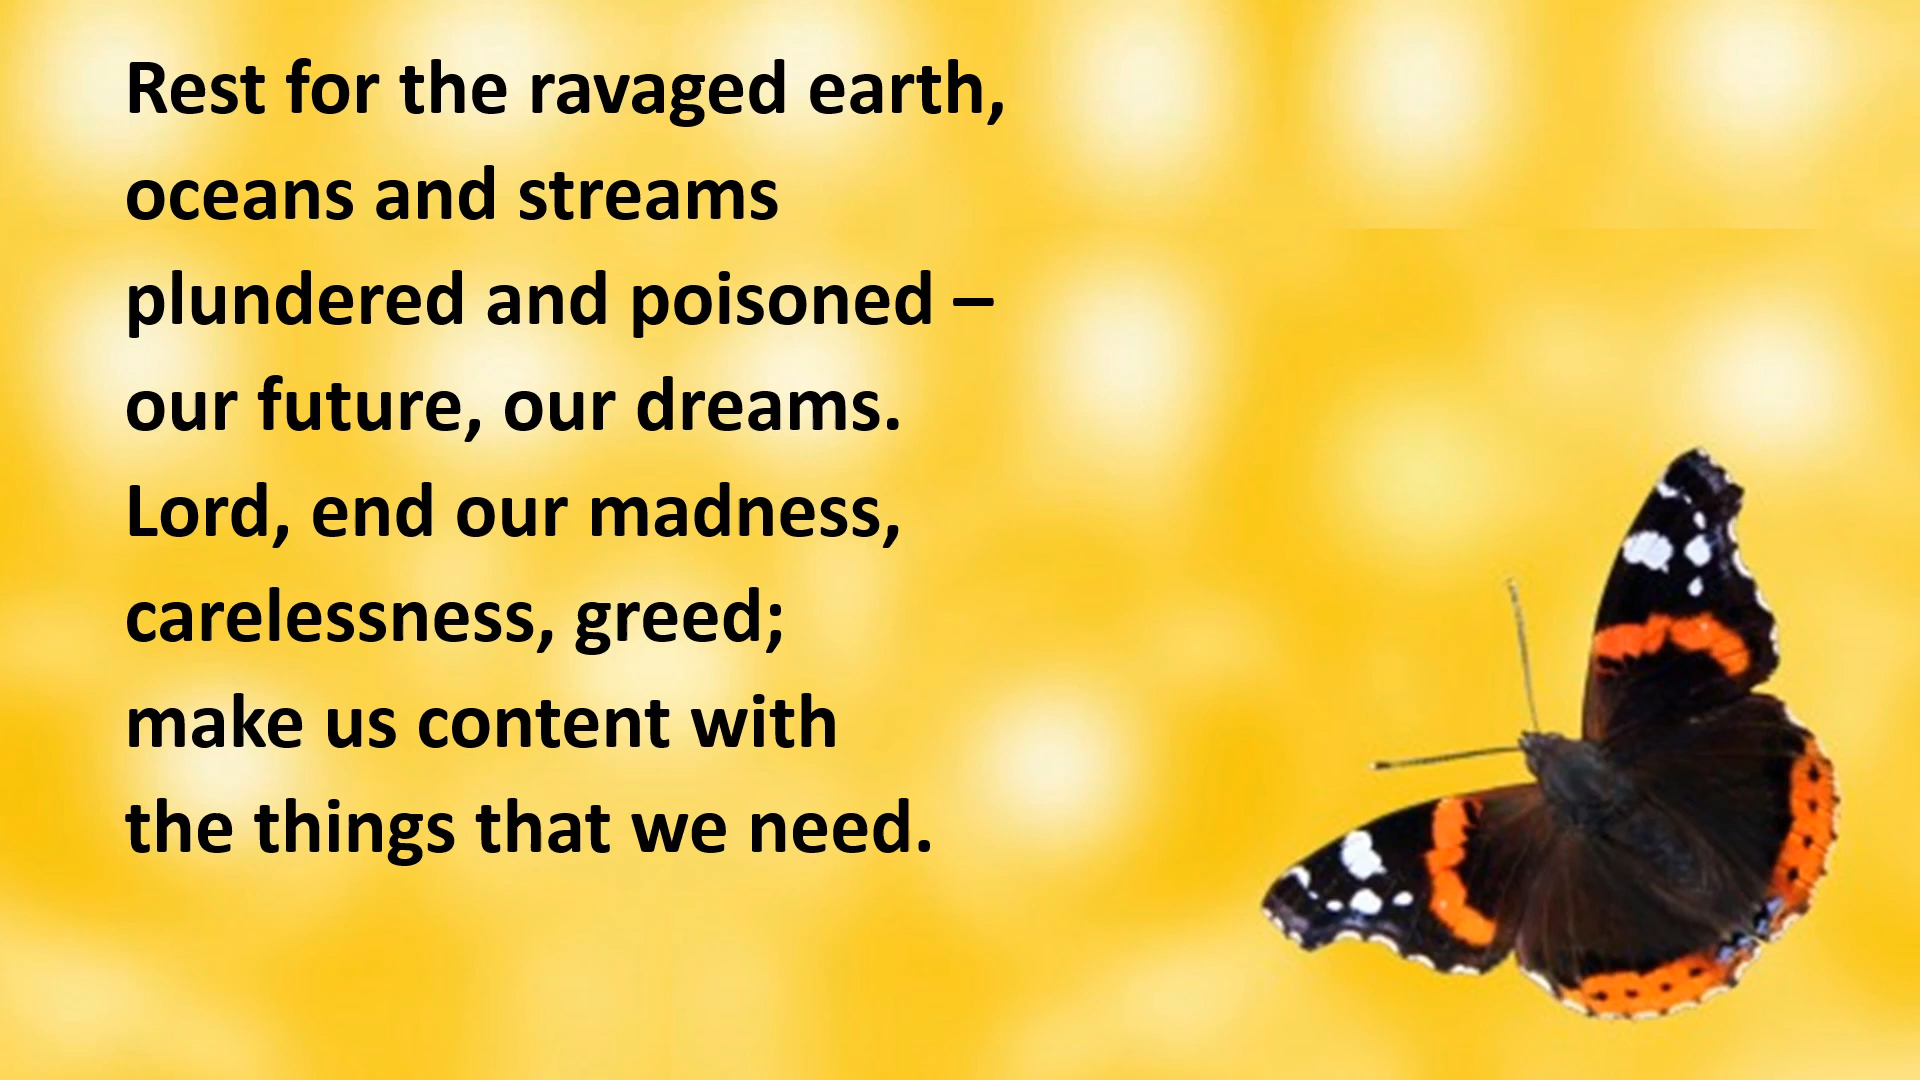 Rest for the ravaged earth,
oceans and streams
plundered and poisoned –
our future, our dreams.
Lord, end our madness,
carelessness, greed;
make us content with
the things that we need.